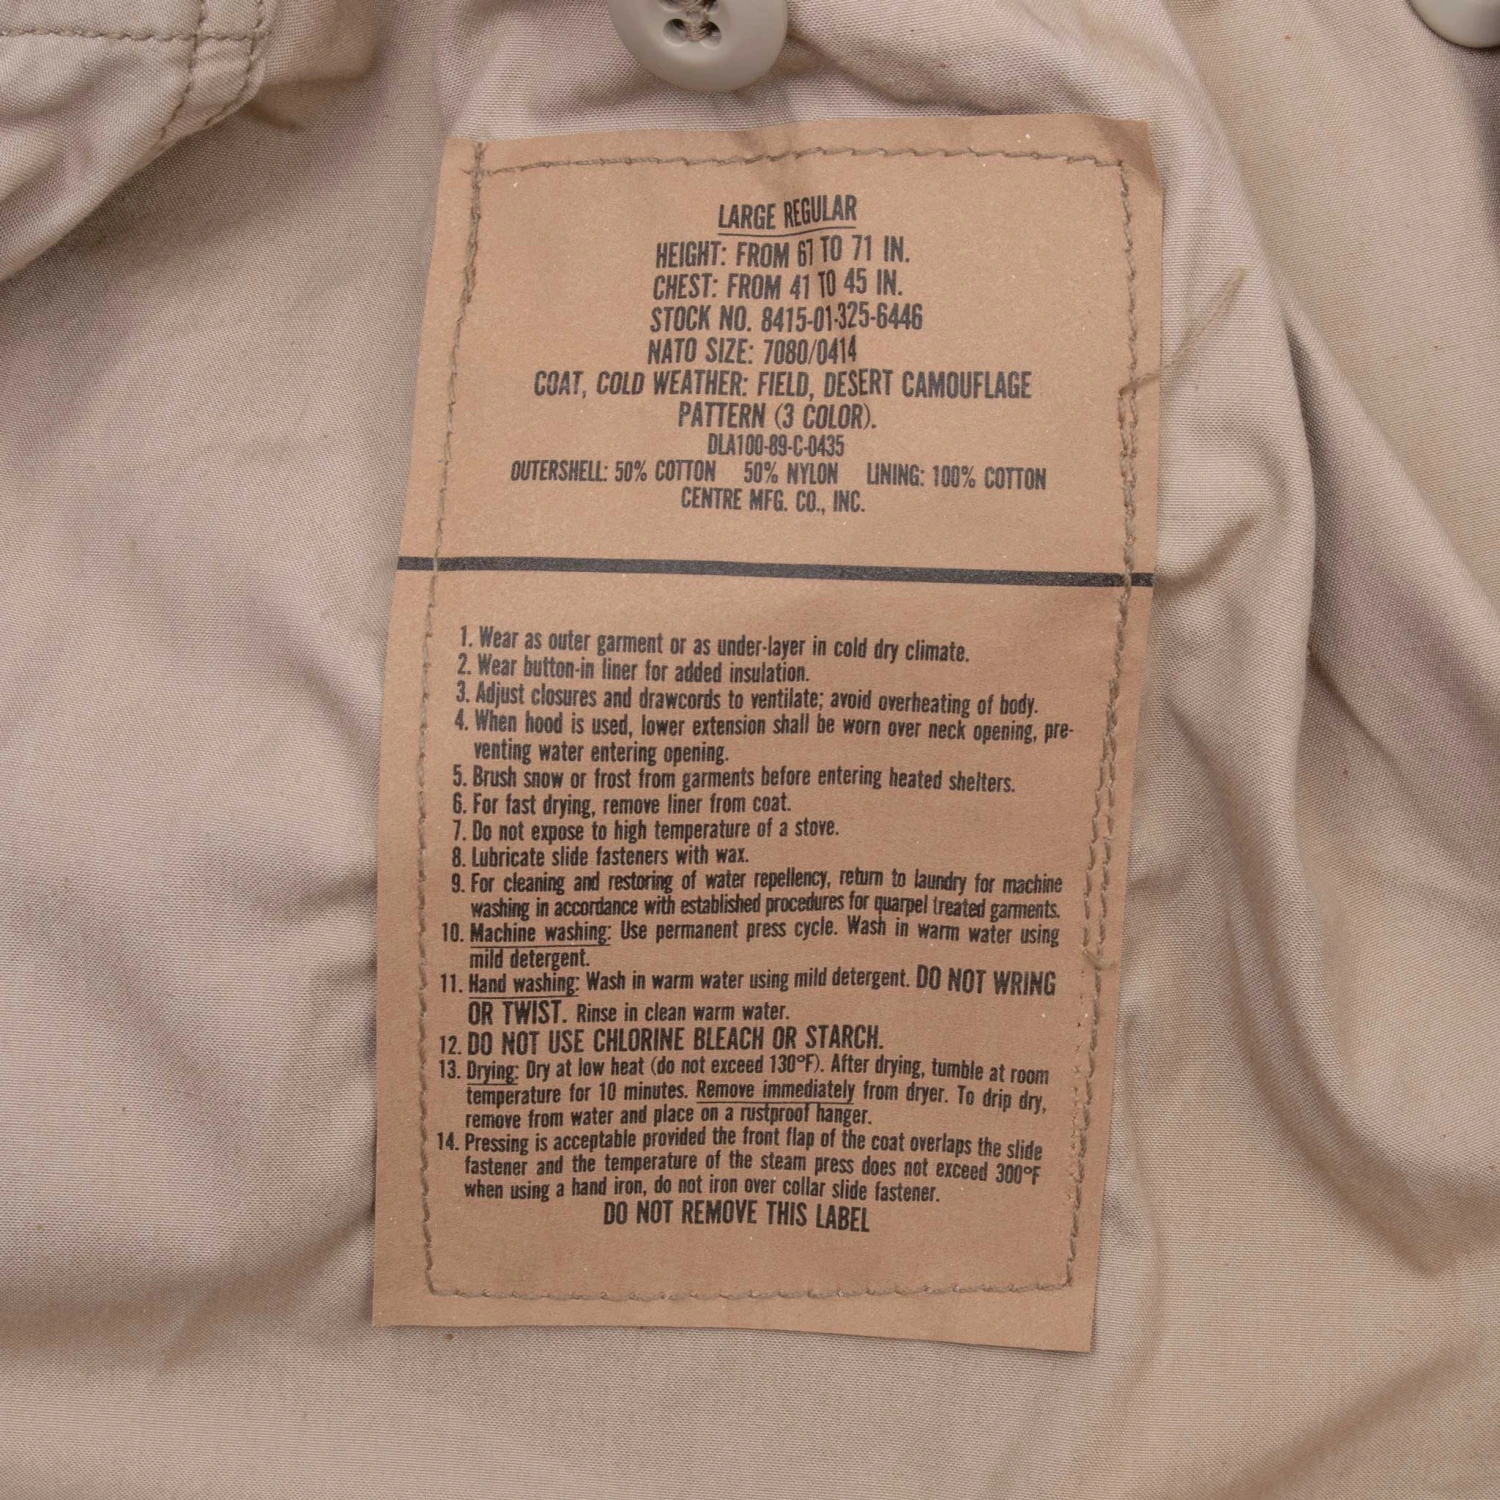 LARGE REGULAR
HEIGHT: FROM 67 TO 71 IN.
CHEST: FROM 41 TO 45 IN.
STOCK NO. 8415-01-325-6446
NATO SIZE: 7080/0414
COAT, COLD WEATHER: FIELD, DESERT CAMOUFLAGE
PATTERN (3 COLOR).
DLA100-89-C-0435
OUTERSHELL: 50% COTTON 50% NYLON LINING: 100% COTTON
CENTRE MFG. CO., INC.
1. Wear as outer garment or as under-layer in cold dry climate.
2. Wear button-in liner for added insulation.
3. Adjust closures and drawcords to ventilate; avoid overheating of body.
4. When hood is used, lower extension shall be worn over neck opening, pre-
venting water entering opening.
5. Brush snow or frost from garments before entering heated shelters.
6. For fast drying, remove liner from coat.
7. Do not expose to high temperature of a stove.
8. Lubricate slide fasteners with wax.
9. For cleaning and restoring of water repellency, return to laundry for machine
washing in accordance with established procedures for quarpel treated garments.
10. Machine washing: Use permanent press cycle. Wash in warm water using
mild detergent.
11. Hand washing: Wash in warm water using mild detergent. DO NOT WRING
OR TWIST. Rinse in clean warm water.
12. DO NOT USE CHLORINE BLEACH OR STARCH.
13. Drying: Dry at low heat (do not exceed 130°F). After drying, tumble at room
temperature for 10 minutes. Remove immediately from dryer. To drip dry,
remove from water and place on a rustproof hanger.
14. Pressing is acceptable provided the front flap of the coat overlaps the slide
fastener and the temperature of the steam press does not exceed 300°F
when using a hand iron, do not iron over collar slide fastener.
DO NOT REMOVE THIS LABEL